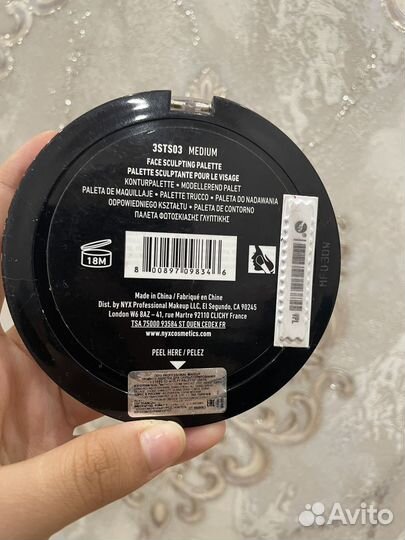 3STS03 MEDIUM
FACE SCULPTING PALETTE
PALETTE SCULPTANTE POUR LE VISAGE
KONTURPALETTE • MODELLEREND PALET
PALETA DE MAQUILLAJE • PALETTE TRUCCO • PALETA DO NADAWANIA
ODPOWIEDNIEGO KSZTAŁTU • PALETA DE CONTORNO
ΠΑΛΕΤΑ ΦΩΤΟΣΚΙΑΣΗΣ ΓΛΥΠΤΙΚΗΣ
18M
8 00897 09834 6
Made in China / Fabriqué en Chine
Dist. by NYX Professional Makeup LLC, El Segundo, CA 90245
London W6 8AZ – 41, rue Martre 92110 CLICHY France
TSA 75000 93584 ST OUEN CEDEX FR
www.nyxcosmetics.com
PEEL HERE / PELEZ
MFU30W
Avito